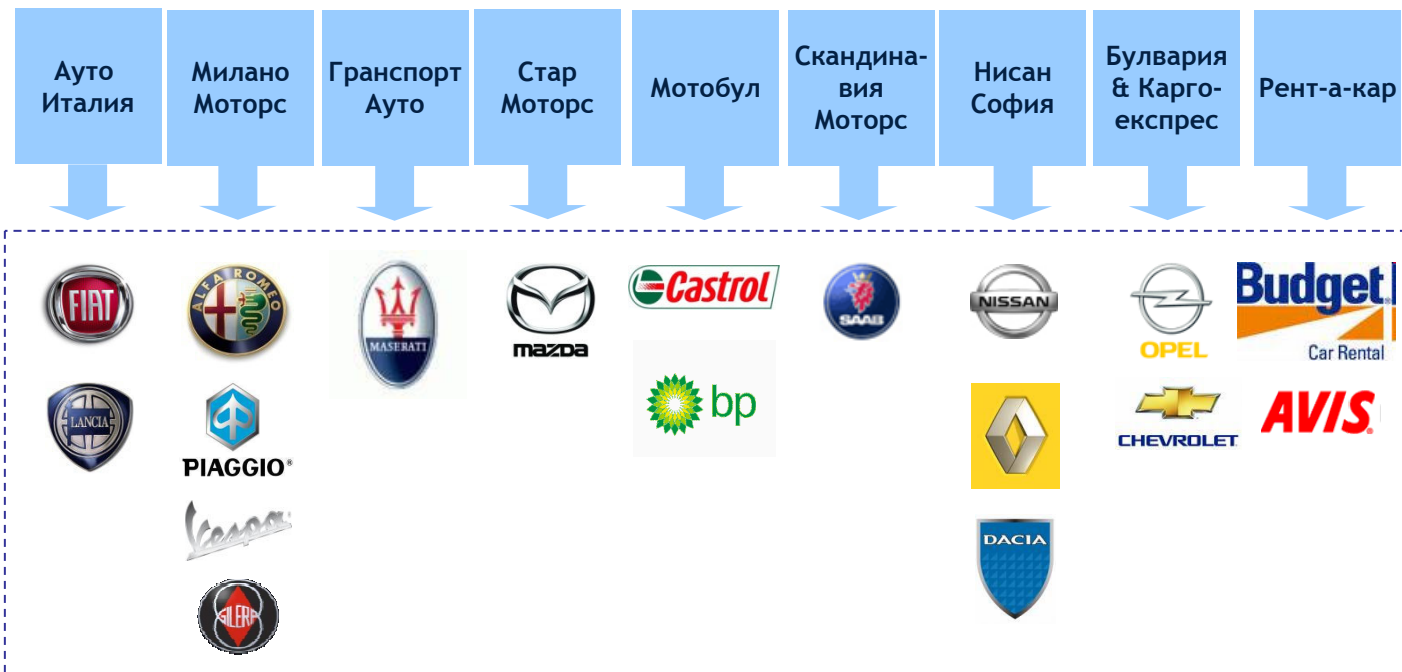 Ауто
Италия
Милано
Моторс
Гранспорт
Ауто
Стар
Моторс
Мотобул
Скандина-
вия
Моторс
Нисан
София
Булвария
& Карго-
експрес
Рент-а-кар
FIAT
ALFA ROMEO
MASERATI
mazda
Castrol
SAAB
NISSAN
OPEL
Budget
Car Rental
LANCIA
PIAGGIO®
bp
CHEVROLET
AVIS
Vespa
DACIA
GILERA